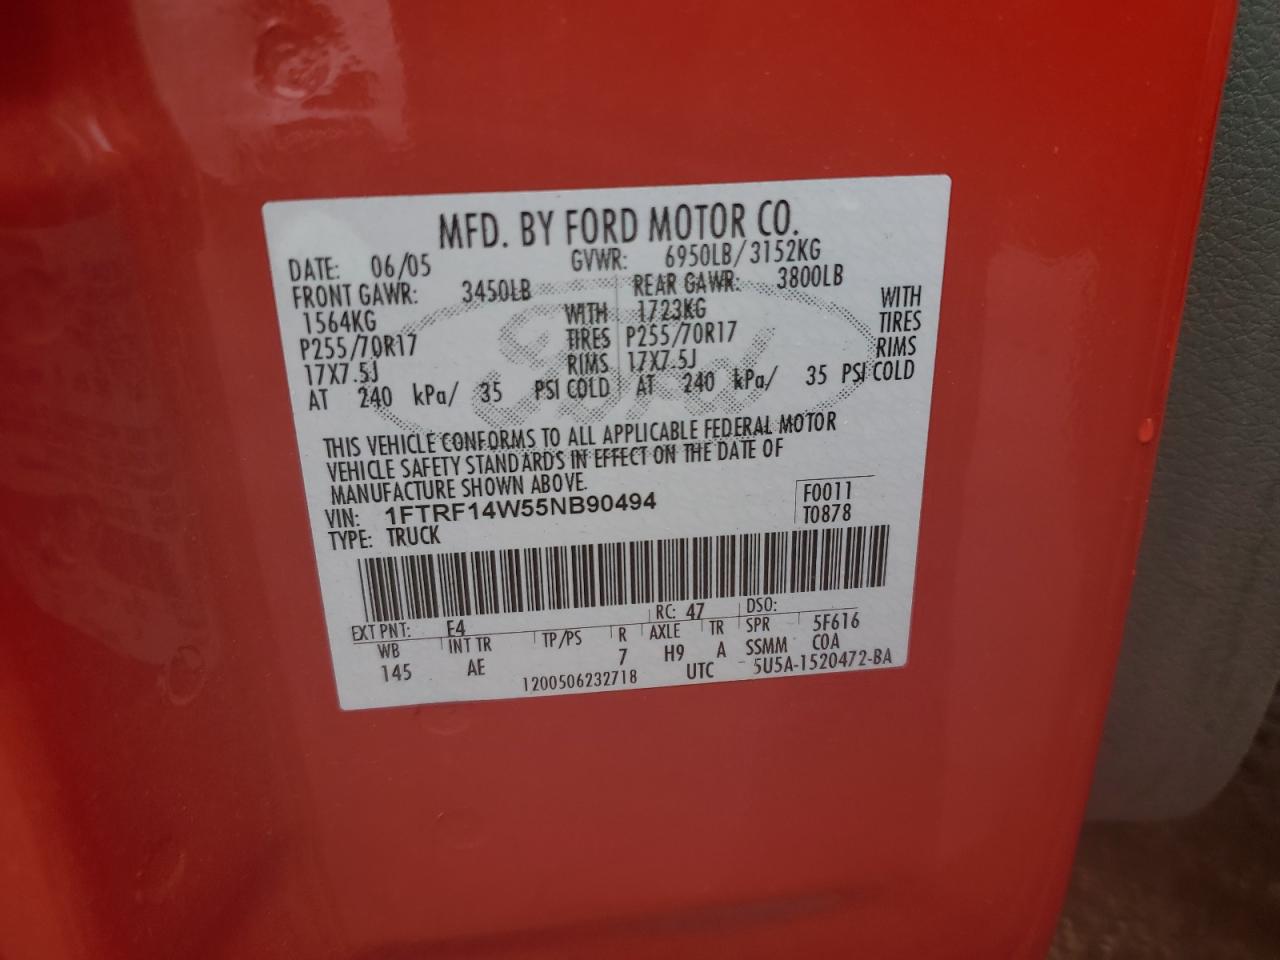 MFD. BY FORD MOTOR CO.
DATE: 06/05 GVWR: 6950LB/3152KG
FRONT GAWR: 3450LB REAR GAWR: 3800LB
1564KG WITH 1723KG WITH
P255/70R17 TIRES P255/70R17 TIRES
17X7.5J RIMS 17X7.5J RIMS
AT 240 kPa/ 35 PSI COLD AT 240 kPa/ 35 PSI COLD
Ford
THIS VEHICLE CONFORMS TO ALL APPLICABLE FEDERAL MOTOR
VEHICLE SAFETY STANDARDS IN EFFECT ON THE DATE OF
MANUFACTURE SHOWN ABOVE.
VIN: 1FTRF14W55NB90494 F0011
TYPE: TRUCK T0878
EXT PNT: E4 RC: 47 DSO:
WB INT TR TP/PS R AXLE TR SPR 5F616
145 AE 7 H9 A SSMM COA
1200506232718 UTC 5U5A-1520472-BA